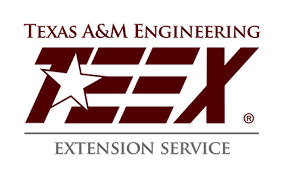 Texas A&M Engineering
TEEX®
EXTENSION SERVICE